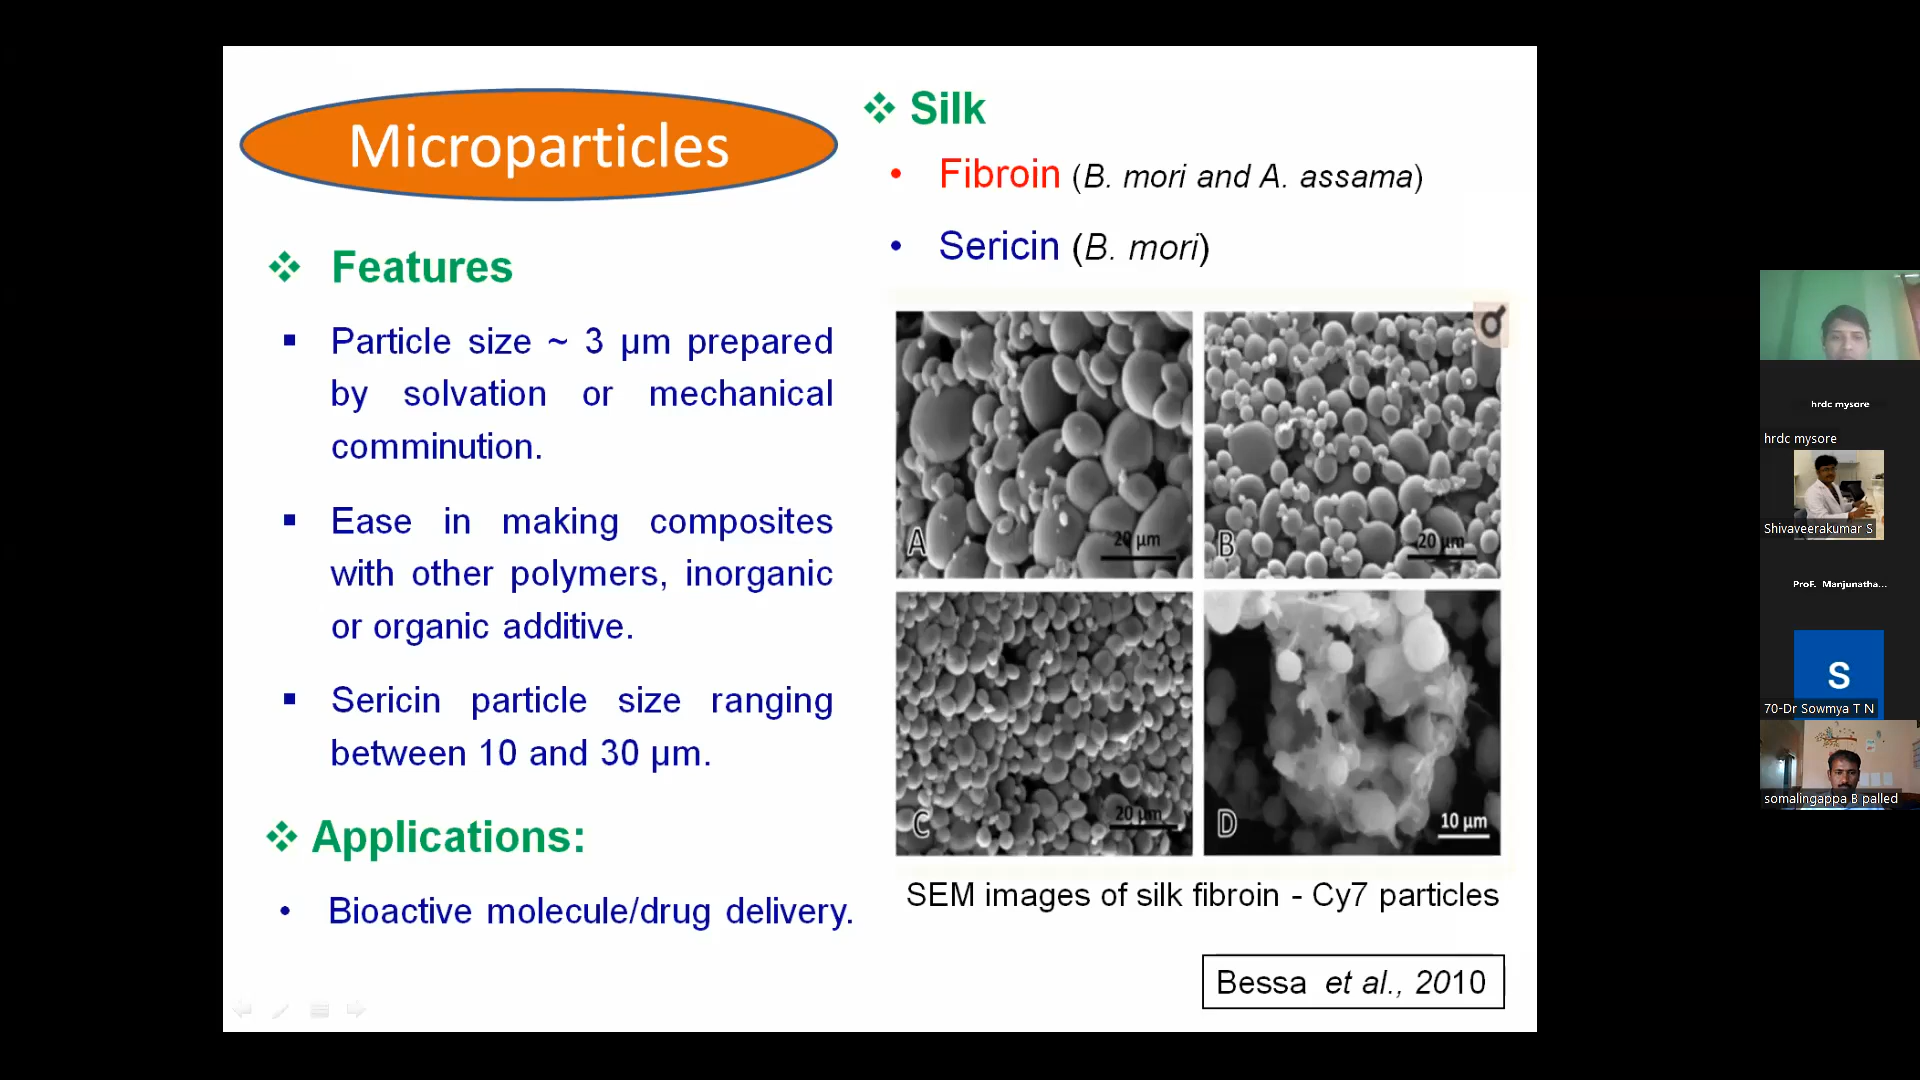 Microparticles
Features
Particle size ~ 3 µm prepared
by solvation or mechanical
comminution.
Ease in making composites
with other polymers, inorganic
or organic additive.
Sericin particle size ranging
between 10 and 30 µm.
Applications:
Bioactive molecule/drug delivery.
Silk
Fibroin (B. mori and A. assama)
Sericin (B. mori)
A 20 µm
B 20 µm
C 20 µm
D 10 µm
SEM images of silk fibroin - Cy7 particles
Bessa et al., 2010
hrdc mysore
hrdc mysore
Shivaveerakumar S
ProF. Manjunatha...
S
70-Dr Sowmya T N
somalingappa B palled